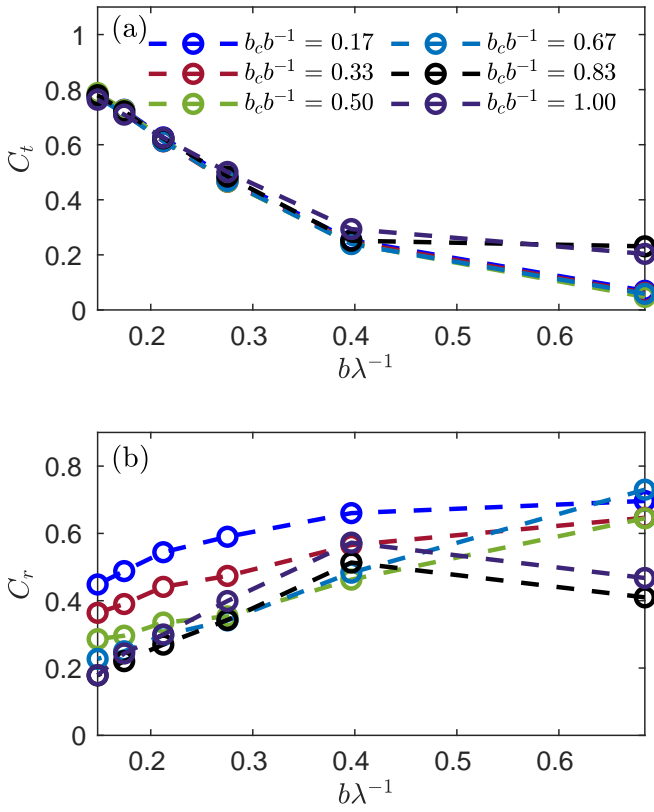 (a)
b_c b^{-1} = 0.17 b_c b^{-1} = 0.67
b_c b^{-1} = 0.33 b_c b^{-1} = 0.83
b_c b^{-1} = 0.50 b_c b^{-1} = 1.00
C_t
1
0.8
0.6
0.4
0.2
0
0.2 0.3 0.4 0.5 0.6
bλ^{-1}
(b)
C_r
0.8
0.6
0.4
0.2
0
0.2 0.3 0.4 0.5 0.6
bλ^{-1}